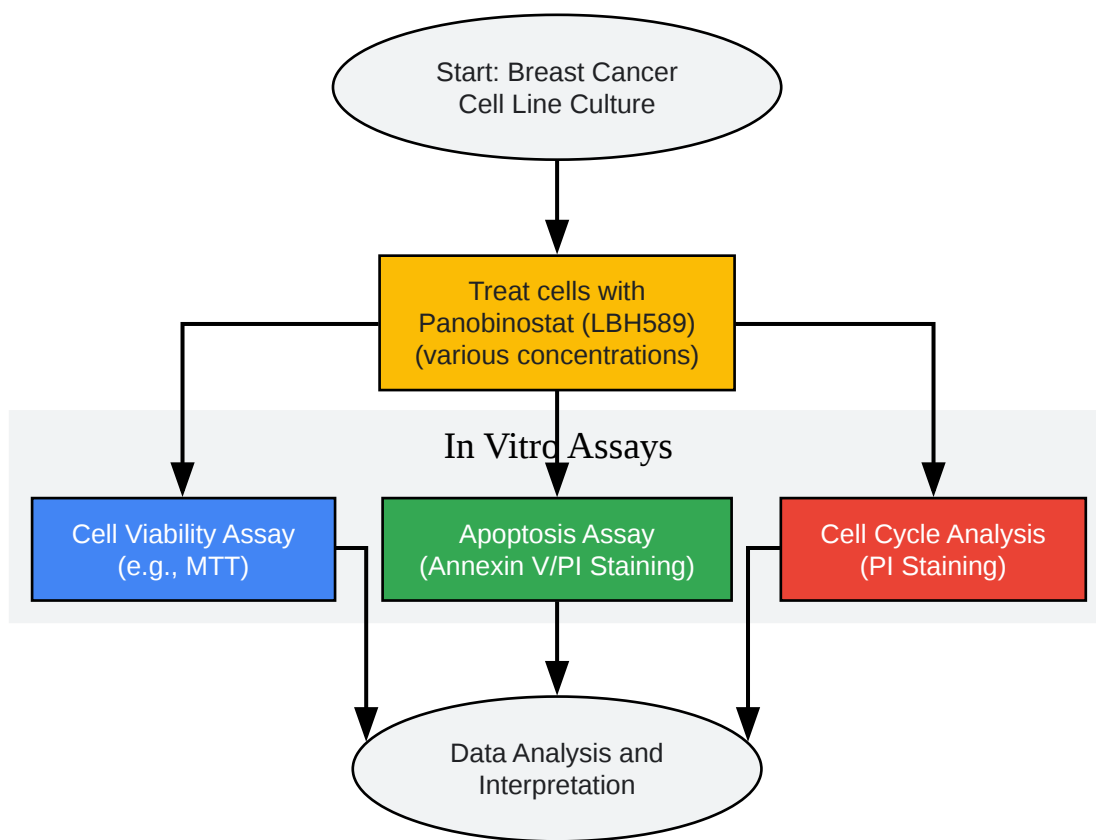 Start: Breast Cancer
Cell Line Culture
Treat cells with
Panobinostat (LBH589)
(various concentrations)
In Vitro Assays
Cell Viability Assay
(e.g., MTT)
Apoptosis Assay
(Annexin V/PI Staining)
Cell Cycle Analysis
(PI Staining)
Data Analysis and
Interpretation